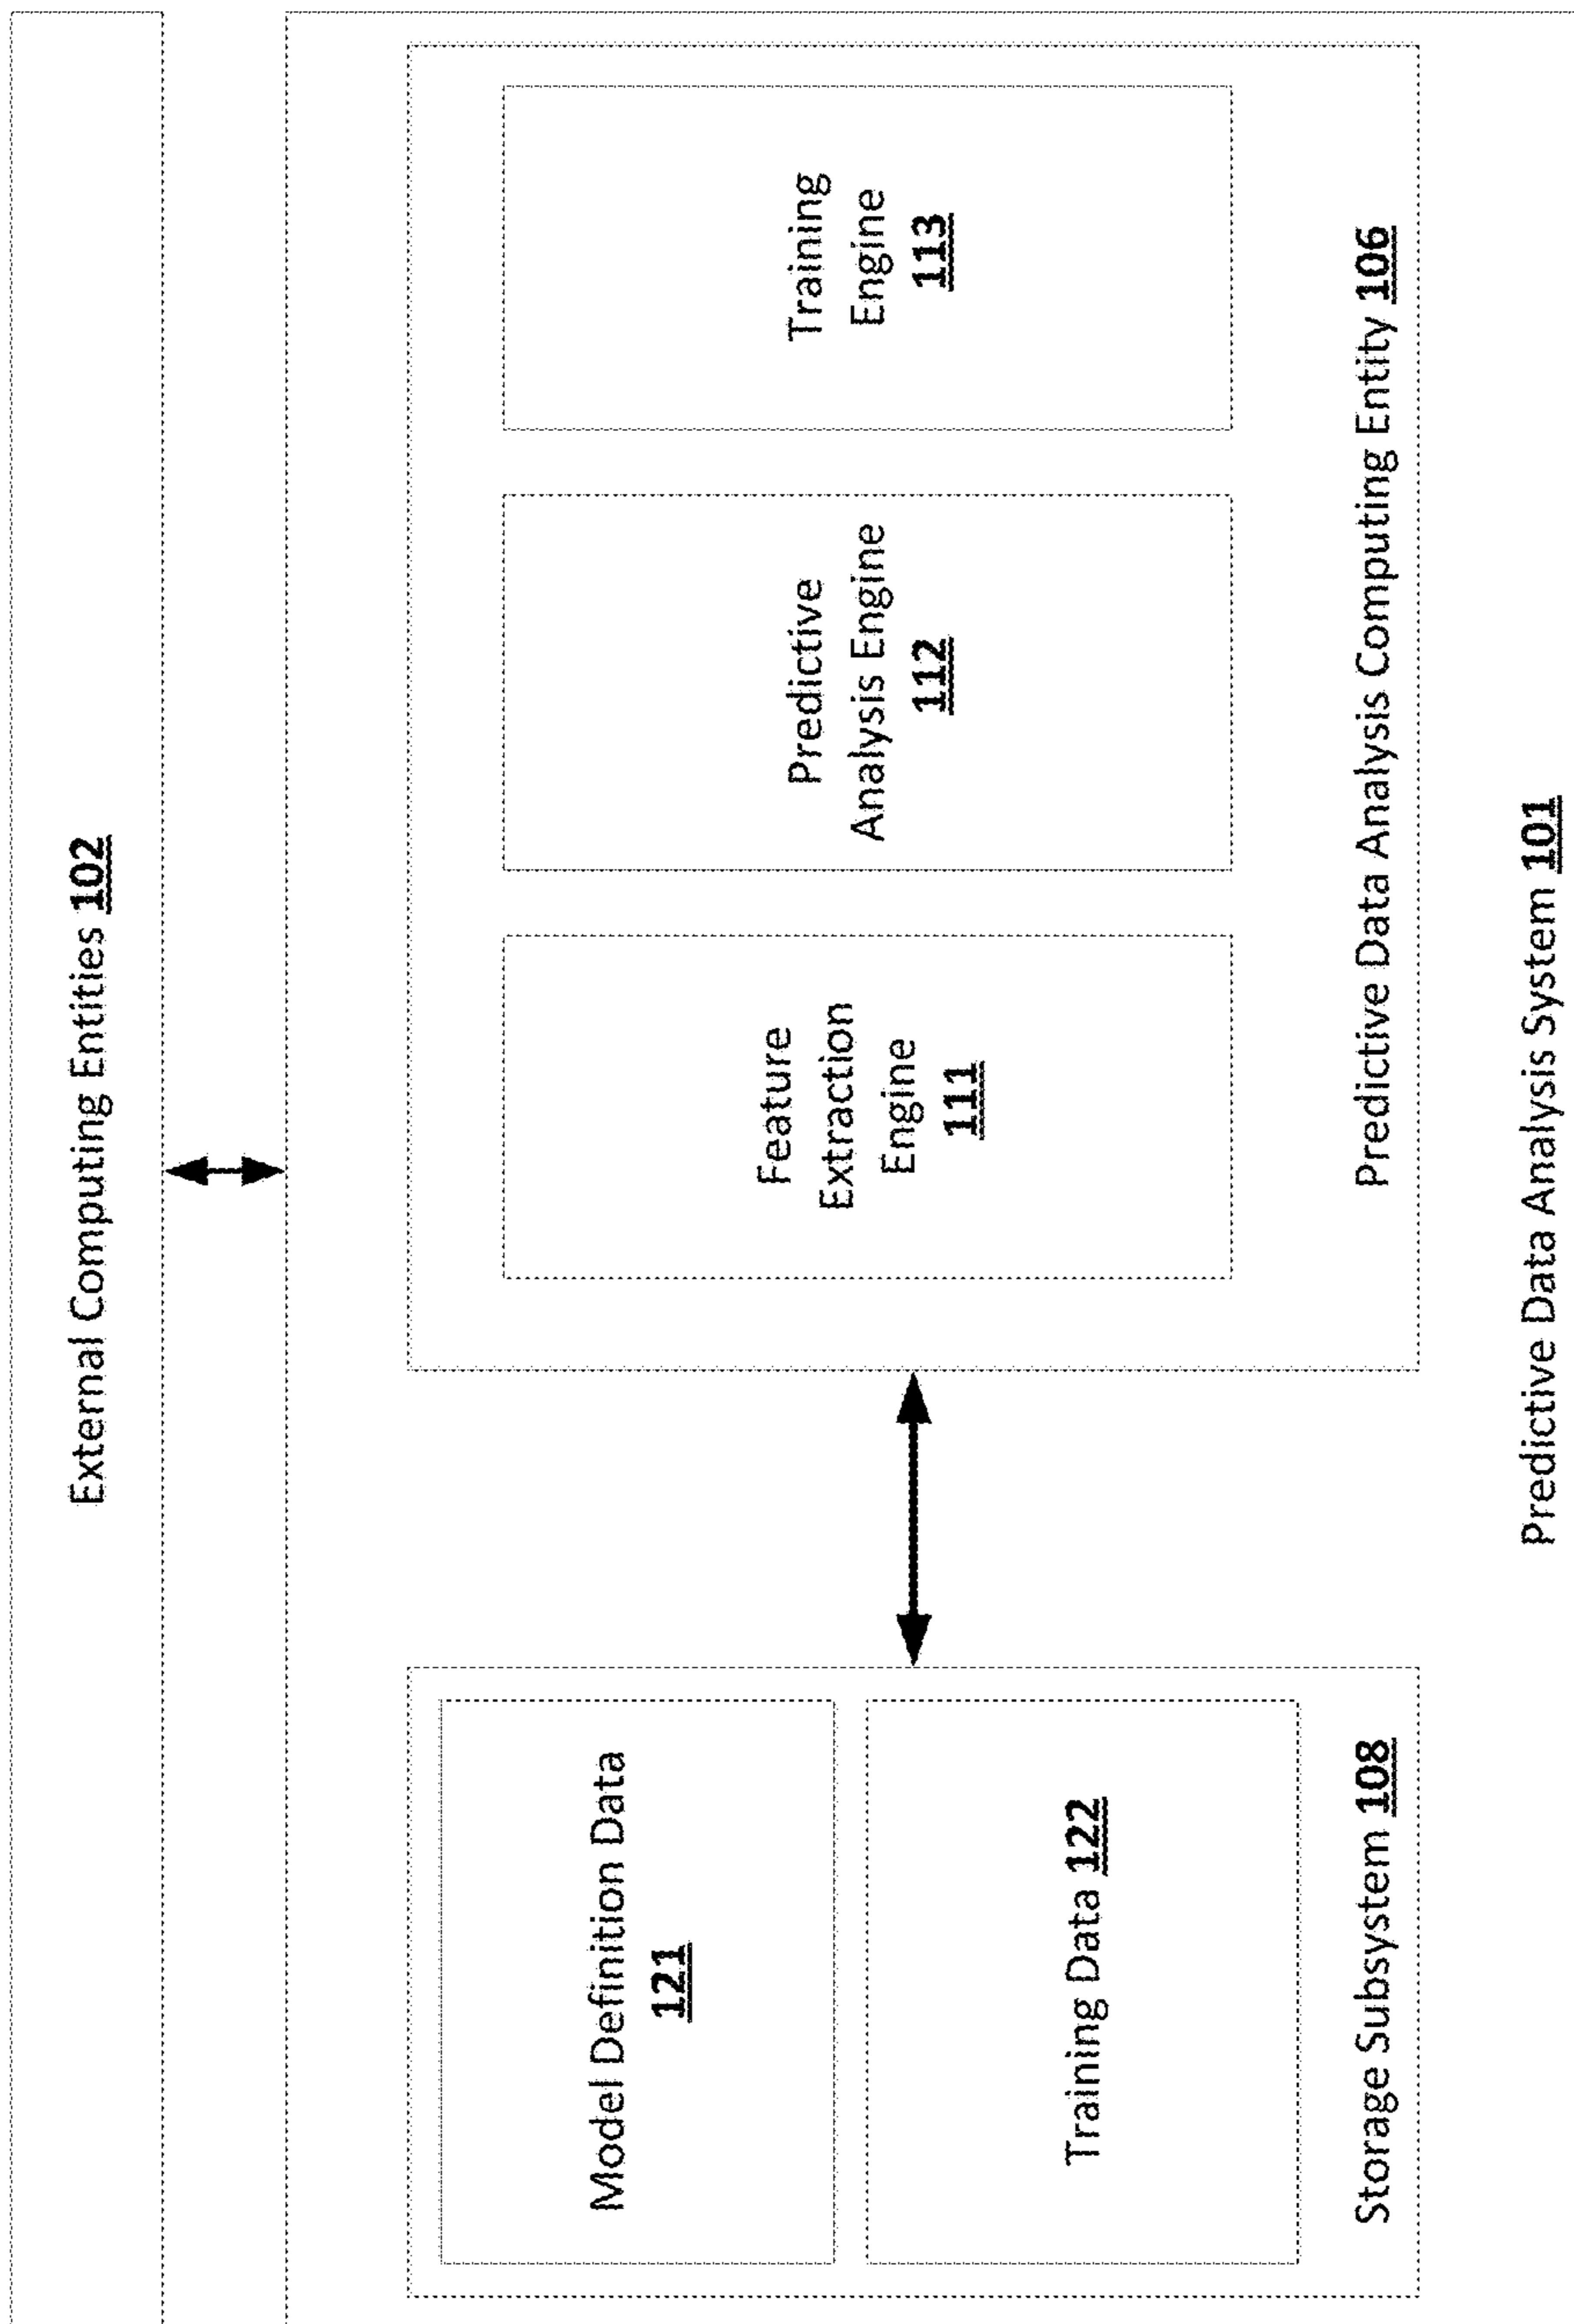 External Computing Entities 102
Model Definition Data
121
Training Data 122
Storage Subsystem 108
Feature
Extraction
Engine
111
Predictive
Analysis Engine
112
Training
Engine
113
Predictive Data Analysis Computing Entity 106
Predictive Data Analysis System 101